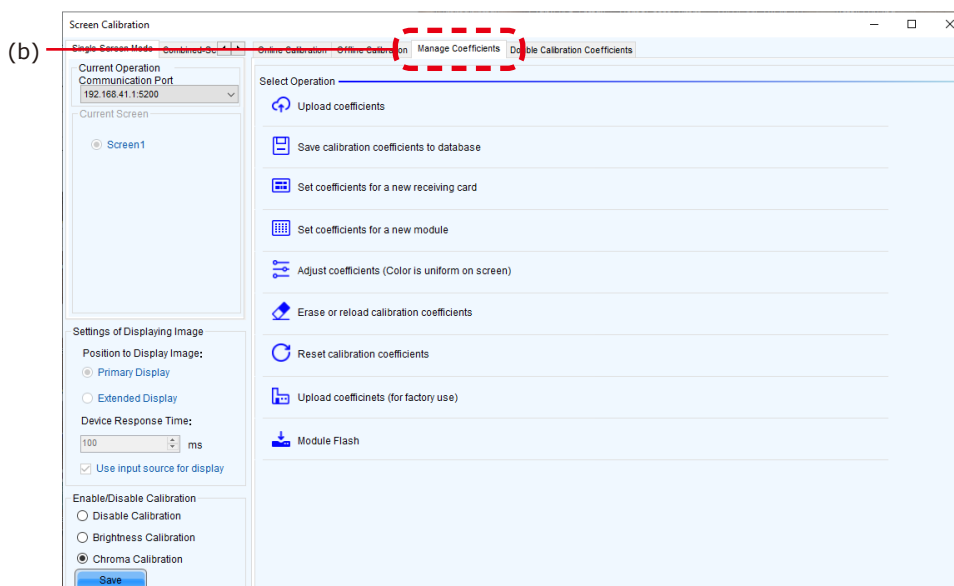 Screen Calibration
(b)
Single-Screen Mode Combined-Sc Online Calibration Offline Calibration Manage Coefficients Double Calibration Coefficients
Current Operation
Communication Port
192.168.41.1:5200
Current Screen
Screen1
Select Operation
Upload coefficients
Save calibration coefficients to database
Set coefficients for a new receiving card
Set coefficients for a new module
Adjust coefficients (Color is uniform on screen)
Erase or reload calibration coefficients
Reset calibration coefficients
Upload coefficinets (for factory use)
Module Flash
Settings of Displaying Image
Position to Display Image:
Primary Display
Extended Display
Device Response Time:
100 ms
Use input source for display
Enable/Disable Calibration
Disable Calibration
Brightness Calibration
Chroma Calibration
Save